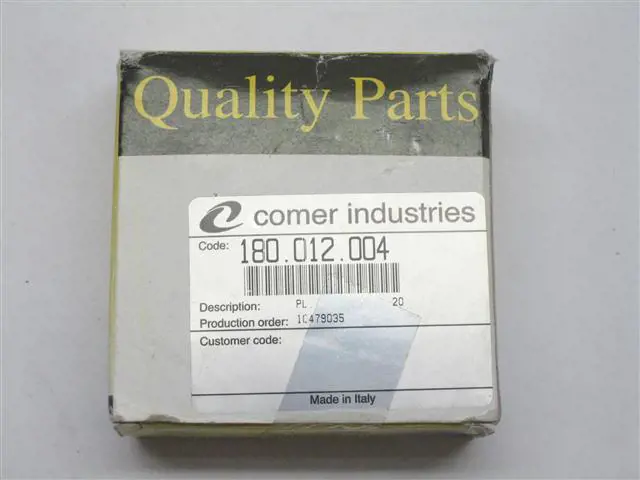 Quality Parts
comer industries
Code: 180.012.004
Description: PL 20
Production order: 10479035
Customer code:
Made in Italy